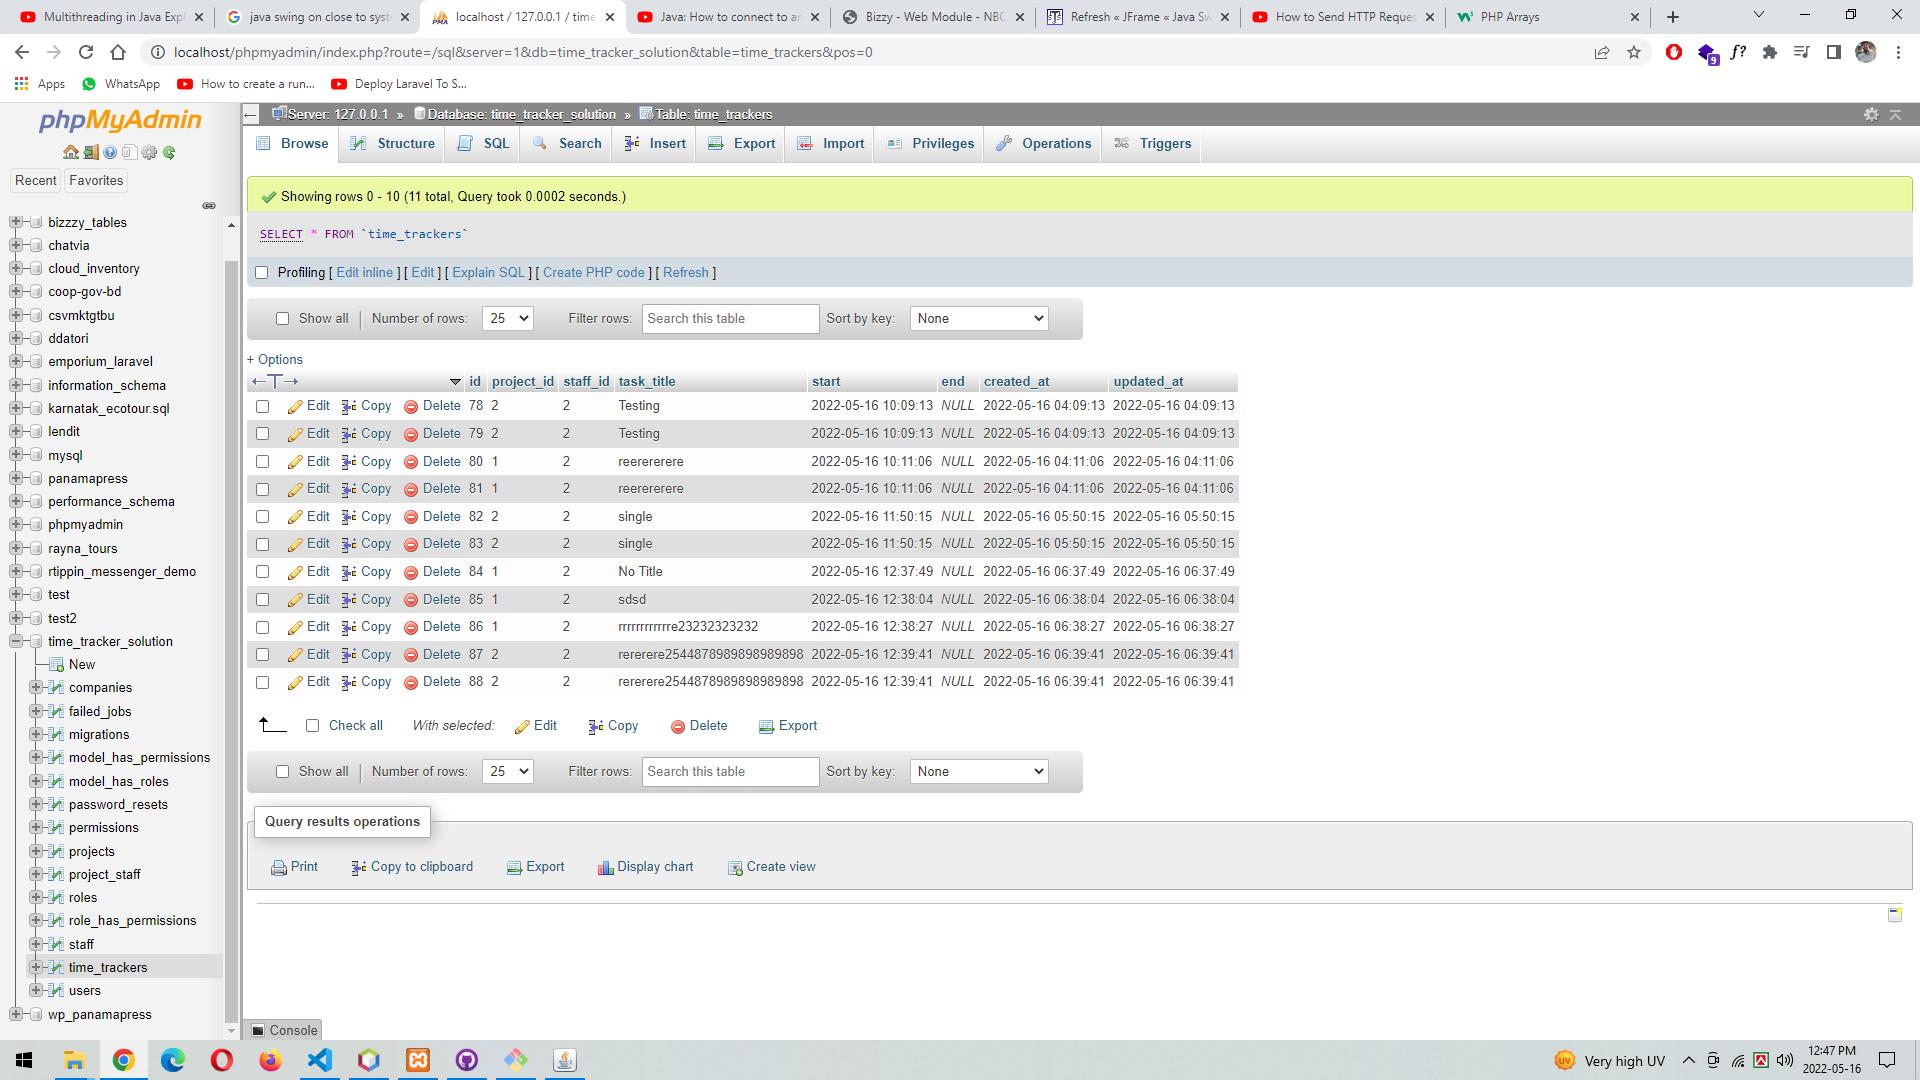 Multithreading in Java Expl
java swing on close to syst
localhost / 127.0.0.1 / time
Java: How to connect to an
Bizzy - Web Module - NBC
Refresh « JFrame « Java Sw
How to Send HTTP Reques
PHP Arrays
localhost/phpmyadmin/index.php?route=/sql&server=1&db=time_tracker_solution&table=time_trackers&pos=0
9
f?
Apps
WhatsApp
How to create a run...
Deploy Laravel To S...
phpMyAdmin
Recent
Favorites
bizzzy_tables
chatvia
cloud_inventory
coop-gov-bd
csvmktgtbu
ddatori
emporium_laravel
information_schema
karnatak_ecotour.sql
lendit
mysql
panamapress
performance_schema
phpmyadmin
rayna_tours
rtippin_messenger_demo
test
test2
time_tracker_solution
New
companies
failed_jobs
migrations
model_has_permissions
model_has_roles
password_resets
permissions
projects
project_staff
roles
role_has_permissions
staff
time_trackers
users
wp_panamapress
Server: 127.0.0.1 » Database: time_tracker_solution » Table: time_trackers
Browse Structure SQL Search Insert Export Import Privileges Operations Triggers
Showing rows 0 - 10 (11 total, Query took 0.0002 seconds.)
SELECT * FROM `time_trackers`
Profiling [ Edit inline ] [ Edit ] [ Explain SQL ] [ Create PHP code ] [ Refresh ]
Show all Number of rows: 25 Filter rows: Search this table Sort by key: None
+ Options
id project_id staff_id task_title start end created_at updated_at
Edit Copy Delete 78 2 2 Testing 2022-05-16 10:09:13 NULL 2022-05-16 04:09:13 2022-05-16 04:09:13
Edit Copy Delete 79 2 2 Testing 2022-05-16 10:09:13 NULL 2022-05-16 04:09:13 2022-05-16 04:09:13
Edit Copy Delete 80 1 2 reerererere 2022-05-16 10:11:06 NULL 2022-05-16 04:11:06 2022-05-16 04:11:06
Edit Copy Delete 81 1 2 reerererere 2022-05-16 10:11:06 NULL 2022-05-16 04:11:06 2022-05-16 04:11:06
Edit Copy Delete 82 2 2 single 2022-05-16 11:50:15 NULL 2022-05-16 05:50:15 2022-05-16 05:50:15
Edit Copy Delete 83 2 2 single 2022-05-16 11:50:15 NULL 2022-05-16 05:50:15 2022-05-16 05:50:15
Edit Copy Delete 84 1 2 No Title 2022-05-16 12:37:49 NULL 2022-05-16 06:37:49 2022-05-16 06:37:49
Edit Copy Delete 85 1 2 sdsd 2022-05-16 12:38:04 NULL 2022-05-16 06:38:04 2022-05-16 06:38:04
Edit Copy Delete 86 1 2 rrrrrrrrrrrre23232323232 2022-05-16 12:38:27 NULL 2022-05-16 06:38:27 2022-05-16 06:38:27
Edit Copy Delete 87 2 2 rererere2544878989898989898 2022-05-16 12:39:41 NULL 2022-05-16 06:39:41 2022-05-16 06:39:41
Edit Copy Delete 88 2 2 rererere2544878989898989898 2022-05-16 12:39:41 NULL 2022-05-16 06:39:41 2022-05-16 06:39:41
Check all With selected: Edit Copy Delete Export
Show all Number of rows: 25 Filter rows: Search this table Sort by key: None
Query results operations
Print Copy to clipboard Export Display chart Create view
Console
Very high UV
12:47 PM
2022-05-16